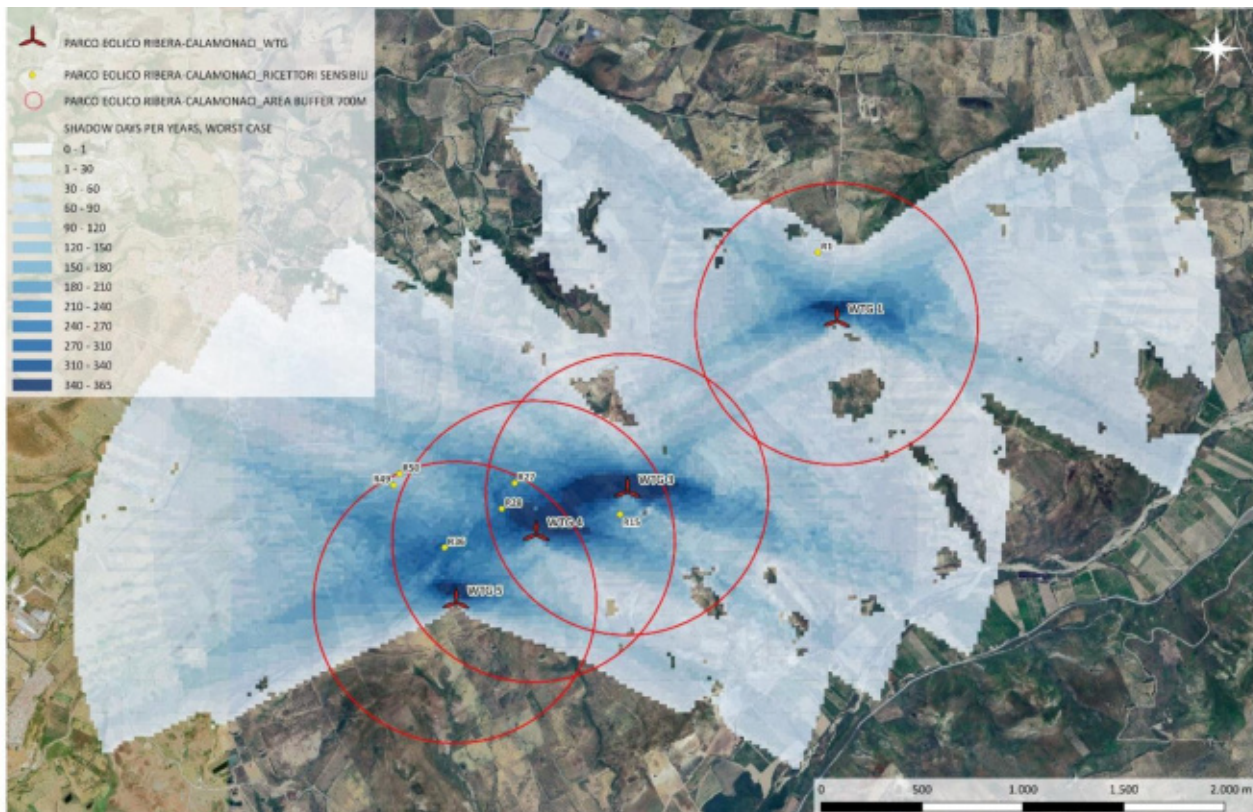 PARCO EOLICO RIBERA-CALAMONACI_WTG
PARCO EOLICO RIBERA-CALAMONACI_RICETTORI SENSIBILI
PARCO EOLICO RIBERA-CALAMONACI_AREA BUFFER 700M
SHADOW DAYS PER YEARS, WORST CASE
0 - 1
1 - 30
30 - 60
60 - 90
90 - 120
120 - 150
150 - 180
180 - 210
210 - 240
240 - 270
270 - 310
310 - 340
340 - 365
R1
WTG 1
R50
R49
R27
WTG 3
R28
R15
WTG 4
R36
WTG 5
0 500 1.000 1.500 2.000 m